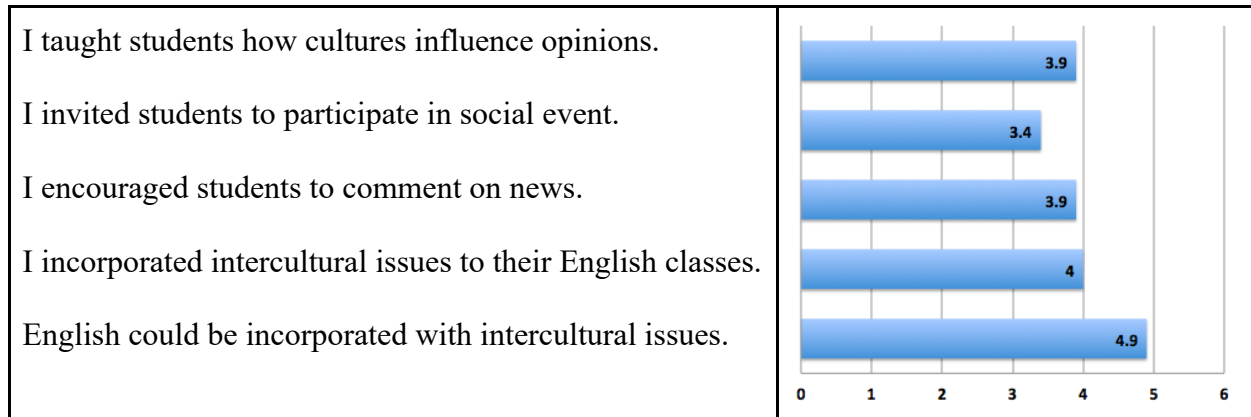 I taught students how cultures influence opinions.
3.9
I invited students to participate in social event.
3.4
I encouraged students to comment on news.
3.9
I incorporated intercultural issues to their English classes.
4
English could be incorporated with intercultural issues.
4.9
0 1 2 3 4 5 6